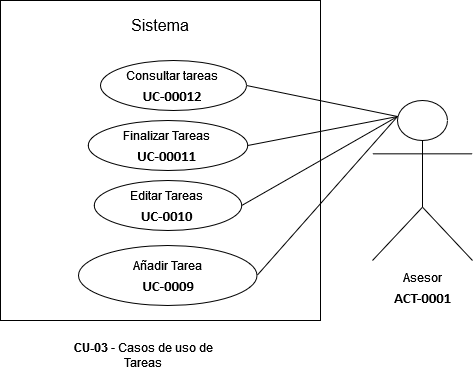 Sistema
Consultar tareas
UC-00012
Finalizar Tareas
UC-00011
Editar Tareas
UC-0010
Añadir Tarea
UC-0009
Asesor
ACT-0001
CU-03 - Casos de uso de
Tareas